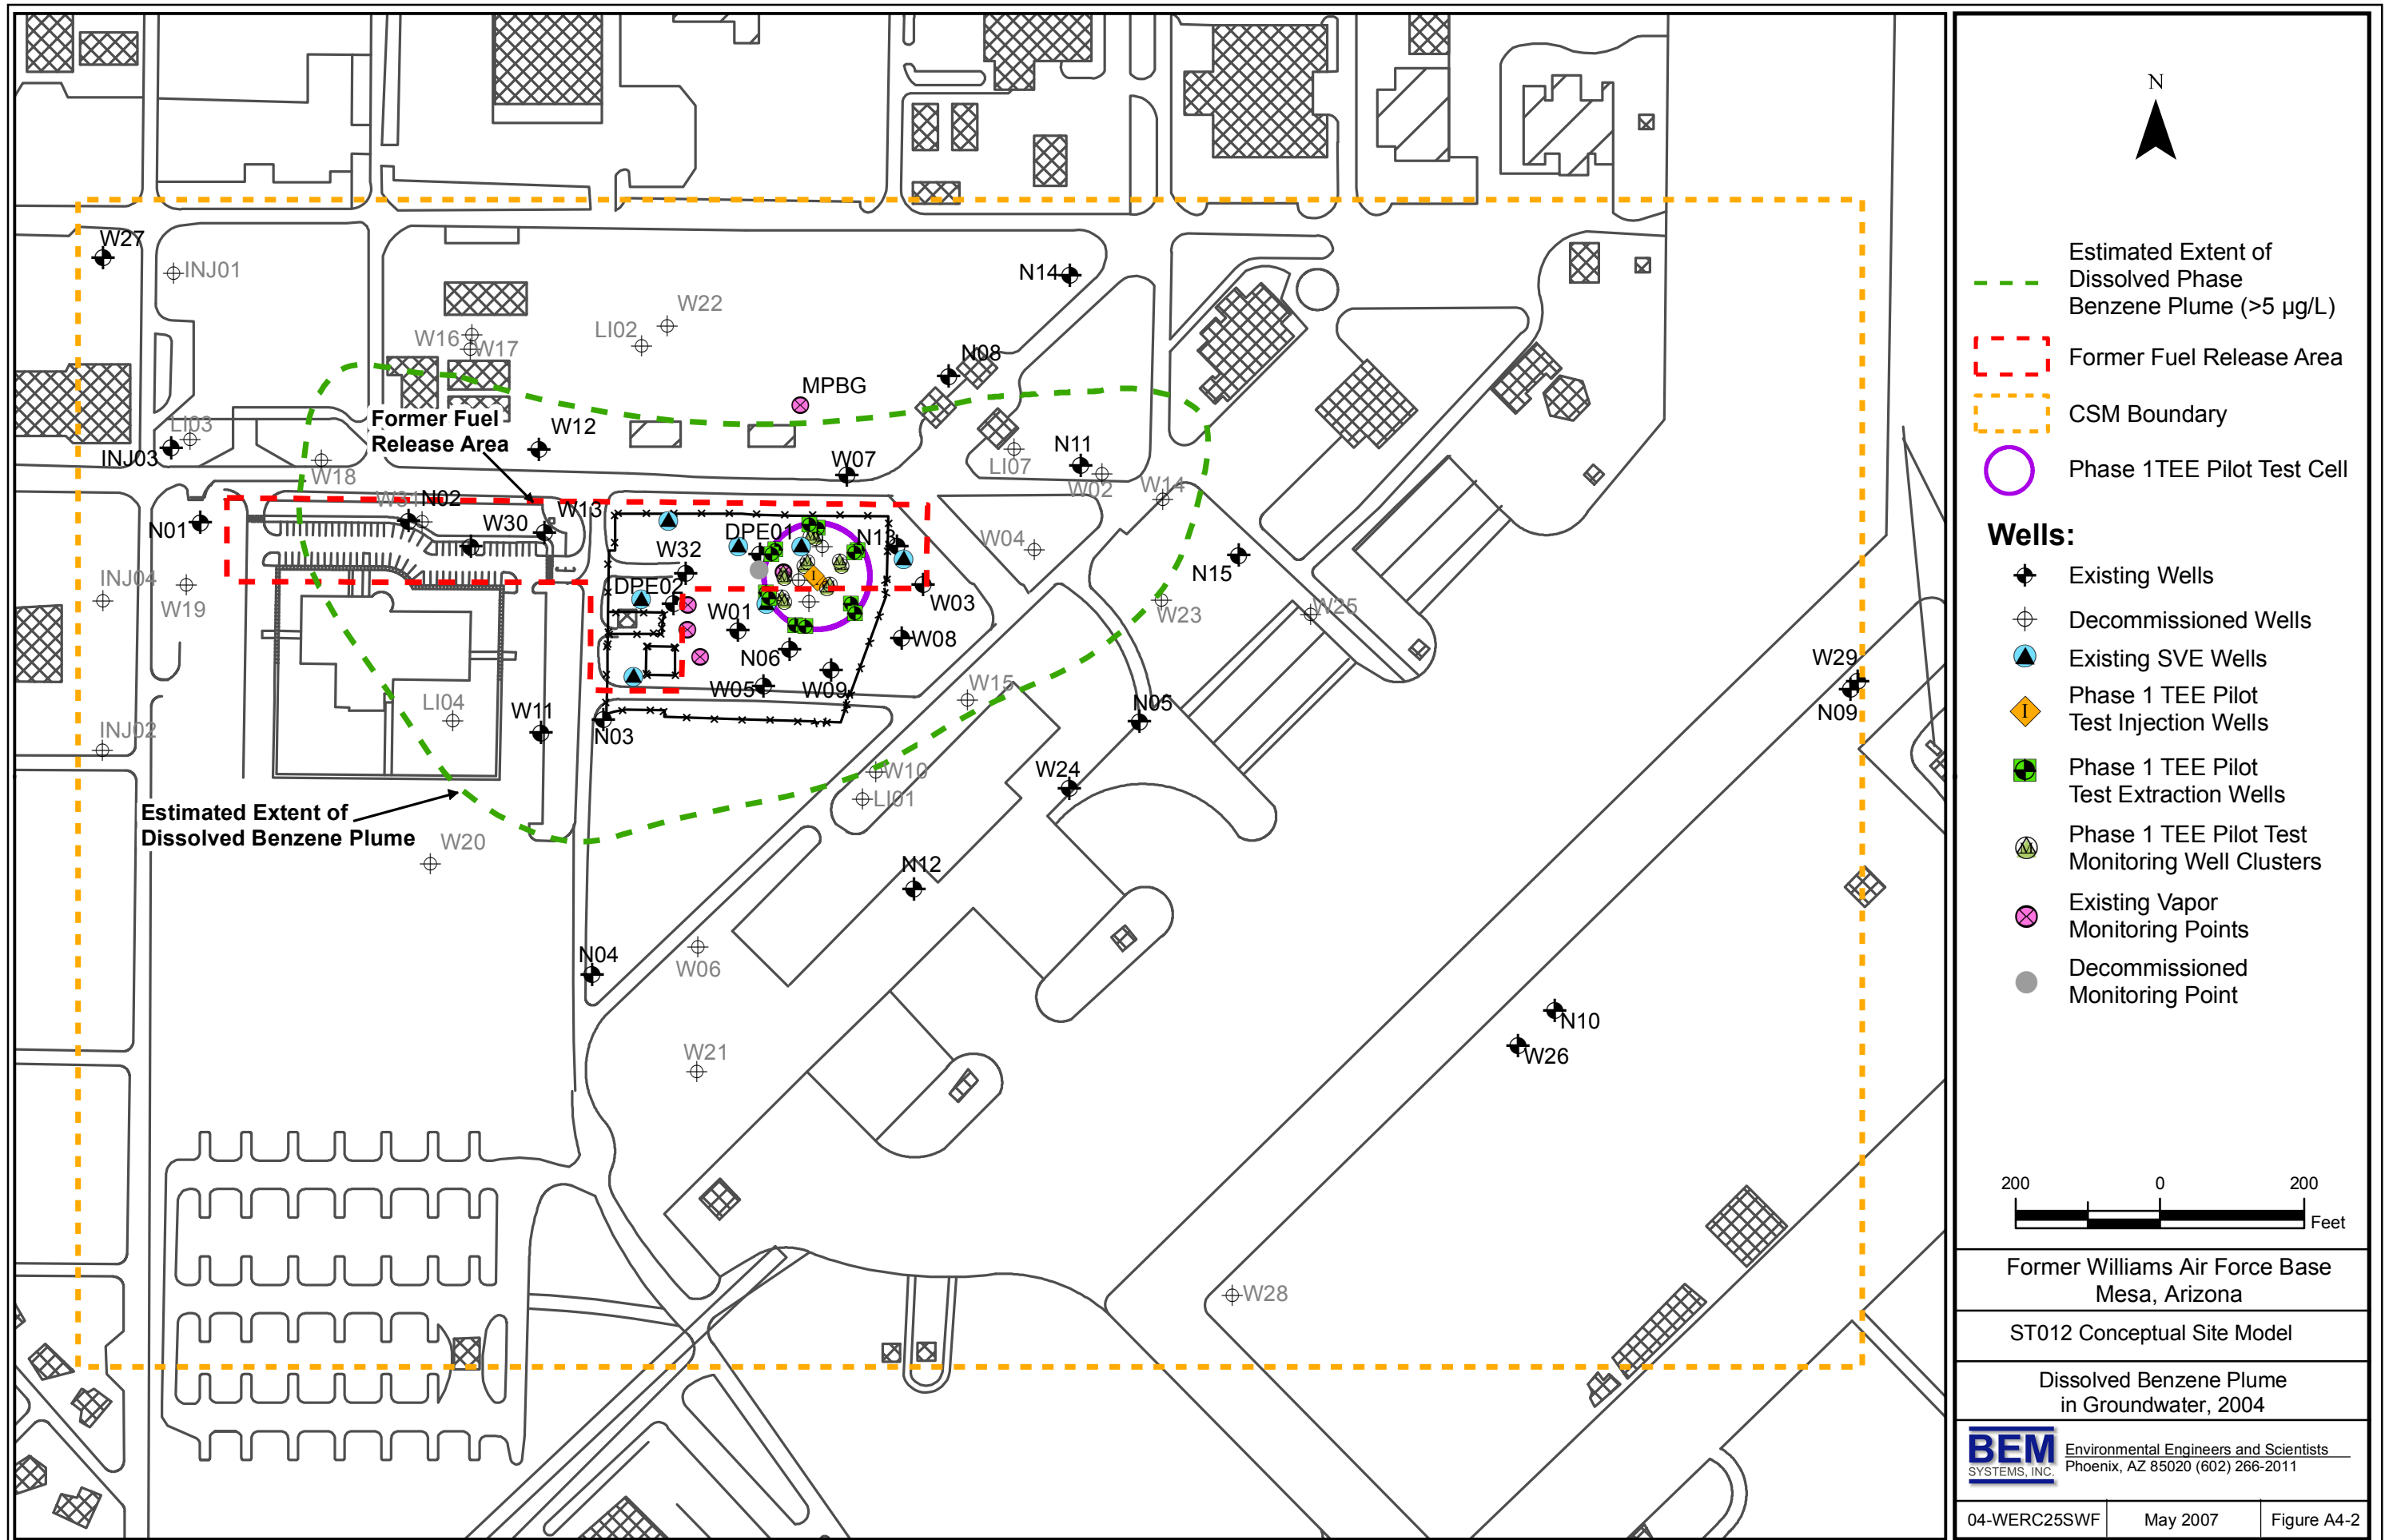 W27
INJ01
N14
W22
LI02
W16
W17
N08
MPBG
Former Fuel
Release Area
W12
LI03
INJ03
W18
W07
N11
LI07
W02
W14
W31
N02
W30
W13
N01
DPE01
N13
W32
W04
N15
INJ04
W19
DPE02
W01
W03
W23
W25
W08
N06
W05
W09
W15
W29
N09
INJ02
LI04
W11
N03
N05
W10
LI01
W24
Estimated Extent of
Dissolved Benzene Plume
W20
N12
N04
W06
N10
W26
W21
W28
I
N
Estimated Extent of
Dissolved Phase
Benzene Plume (>5 µg/L)
Former Fuel Release Area
CSM Boundary
Phase 1TEE Pilot Test Cell
Wells:
Existing Wells
Decommissioned Wells
Existing SVE Wells
I
Phase 1 TEE Pilot
Test Injection Wells
Phase 1 TEE Pilot
Test Extraction Wells
M
Phase 1 TEE Pilot Test
Monitoring Well Clusters
Existing Vapor
Monitoring Points
Decommissioned
Monitoring Point
200 0 200
Feet
Former Williams Air Force Base
Mesa, Arizona
ST012 Conceptual Site Model
Dissolved Benzene Plume
in Groundwater, 2004
BEM
SYSTEMS, INC.
Environmental Engineers and Scientists
Phoenix, AZ 85020 (602) 266-2011
04-WERC25SWF May 2007 Figure A4-2